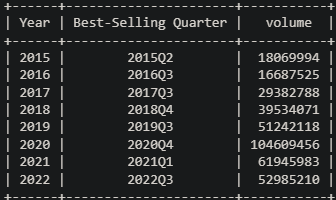 +------+----------------------+-----------+
| Year | Best-Selling Quarter |   volume  |
+------+----------------------+-----------+
| 2015 |        2015Q2        |  18069994 |
| 2016 |        2016Q3        |  16687525 |
| 2017 |        2017Q3        |  29382788 |
| 2018 |        2018Q4        |  39534071 |
| 2019 |        2019Q3        |  51242118 |
| 2020 |        2020Q4        | 104609456 |
| 2021 |        2021Q1        |  61945983 |
| 2022 |        2022Q3        |  52985210 |
+------+----------------------+-----------+